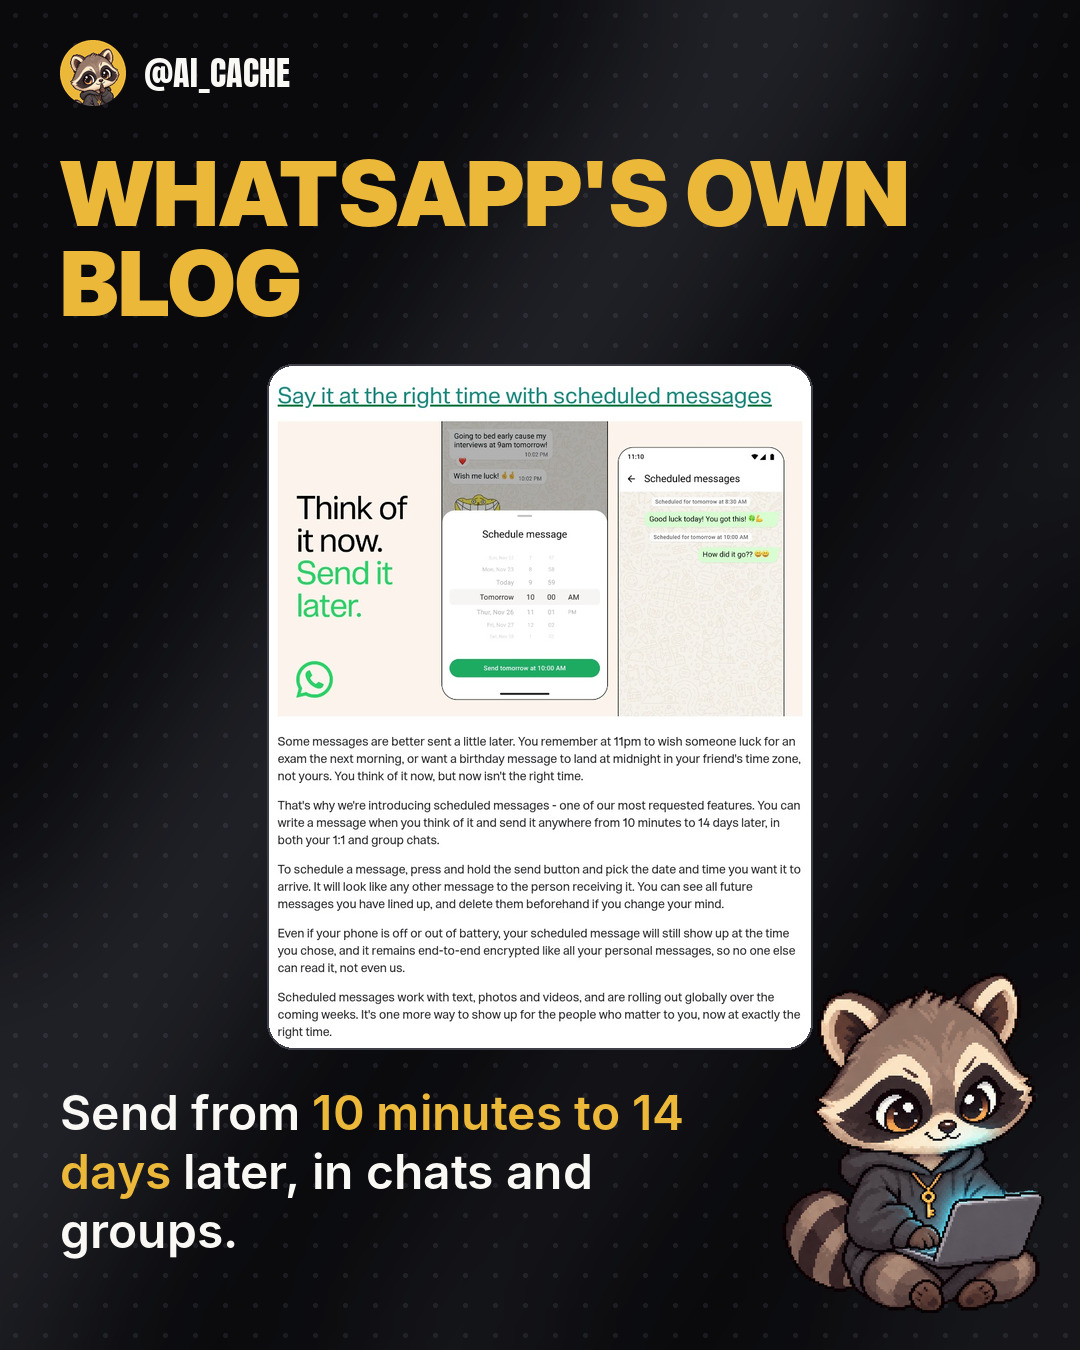 @AI_CACHE
WHATSAPP'S OWN
BLOG
Say it at the right time with scheduled messages
Think of
it now.
Send it
later.
Going to bed early cause my
interviews at 9am tomorrow!
10:02 PM
Wish me luck! 🤞🤞 10:02 PM
Schedule message
Mon, Nov 23 8 58
Today 9 59
Tomorrow 10 00 AM
Thur, Nov 26 11 01 PM
Fri, Nov 27 12 02
Send tomorrow at 10:00 AM
11:10
Scheduled messages
Scheduled for tomorrow at 8:30 AM
Good luck today! You got this! 🍀💪
Scheduled for tomorrow at 10:00 AM
How did it go?? 😄😄
Some messages are better sent a little later. You remember at 11pm to wish someone luck for an
exam the next morning, or want a birthday message to land at midnight in your friend's time zone,
not yours. You think of it now, but now isn't the right time.
That's why we're introducing scheduled messages - one of our most requested features. You can
write a message when you think of it and send it anywhere from 10 minutes to 14 days later, in
both your 1:1 and group chats.
To schedule a message, press and hold the send button and pick the date and time you want it to
arrive. It will look like any other message to the person receiving it. You can see all future
messages you have lined up, and delete them beforehand if you change your mind.
Even if your phone is off or out of battery, your scheduled message will still show up at the time
you chose, and it remains end-to-end encrypted like all your personal messages, so no one else
can read it, not even us.
Scheduled messages work with text, photos and videos, and are rolling out globally over the
coming weeks. It's one more way to show up for the people who matter to you, now at exactly the
right time.
Send from 10 minutes to 14
days later, in chats and
groups.